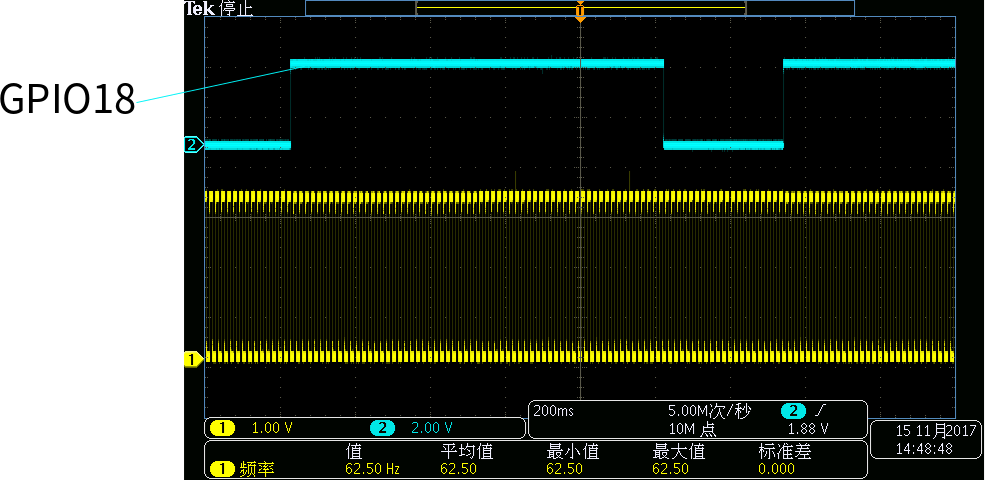 Tek 停止
GPIO18
2
1
1 1.00 V 2 2.00 V
200ms 5.00M次/秒 2
10M 点 1.88 V
15 11月2017
14:48:48
值 平均值 最小值 最大值 标准差
1 频率 62.50 Hz 62.50 62.50 62.50 0.000